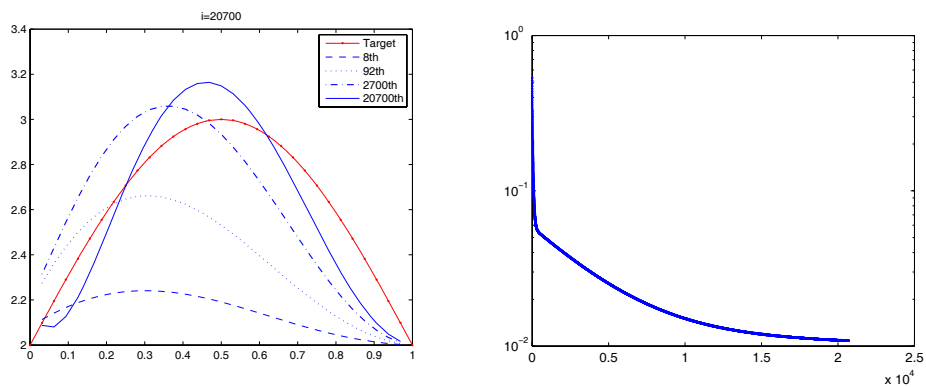 i=20700
3.4
3.2
3
2.8
2.6
2.4
2.2
2
0 0.1 0.2 0.3 0.4 0.5 0.6 0.7 0.8 0.9 1
Target
8th
92th
2700th
20700th
10^0
10^-1
10^-2
0 0.5 1 1.5 2 2.5
x 10^4